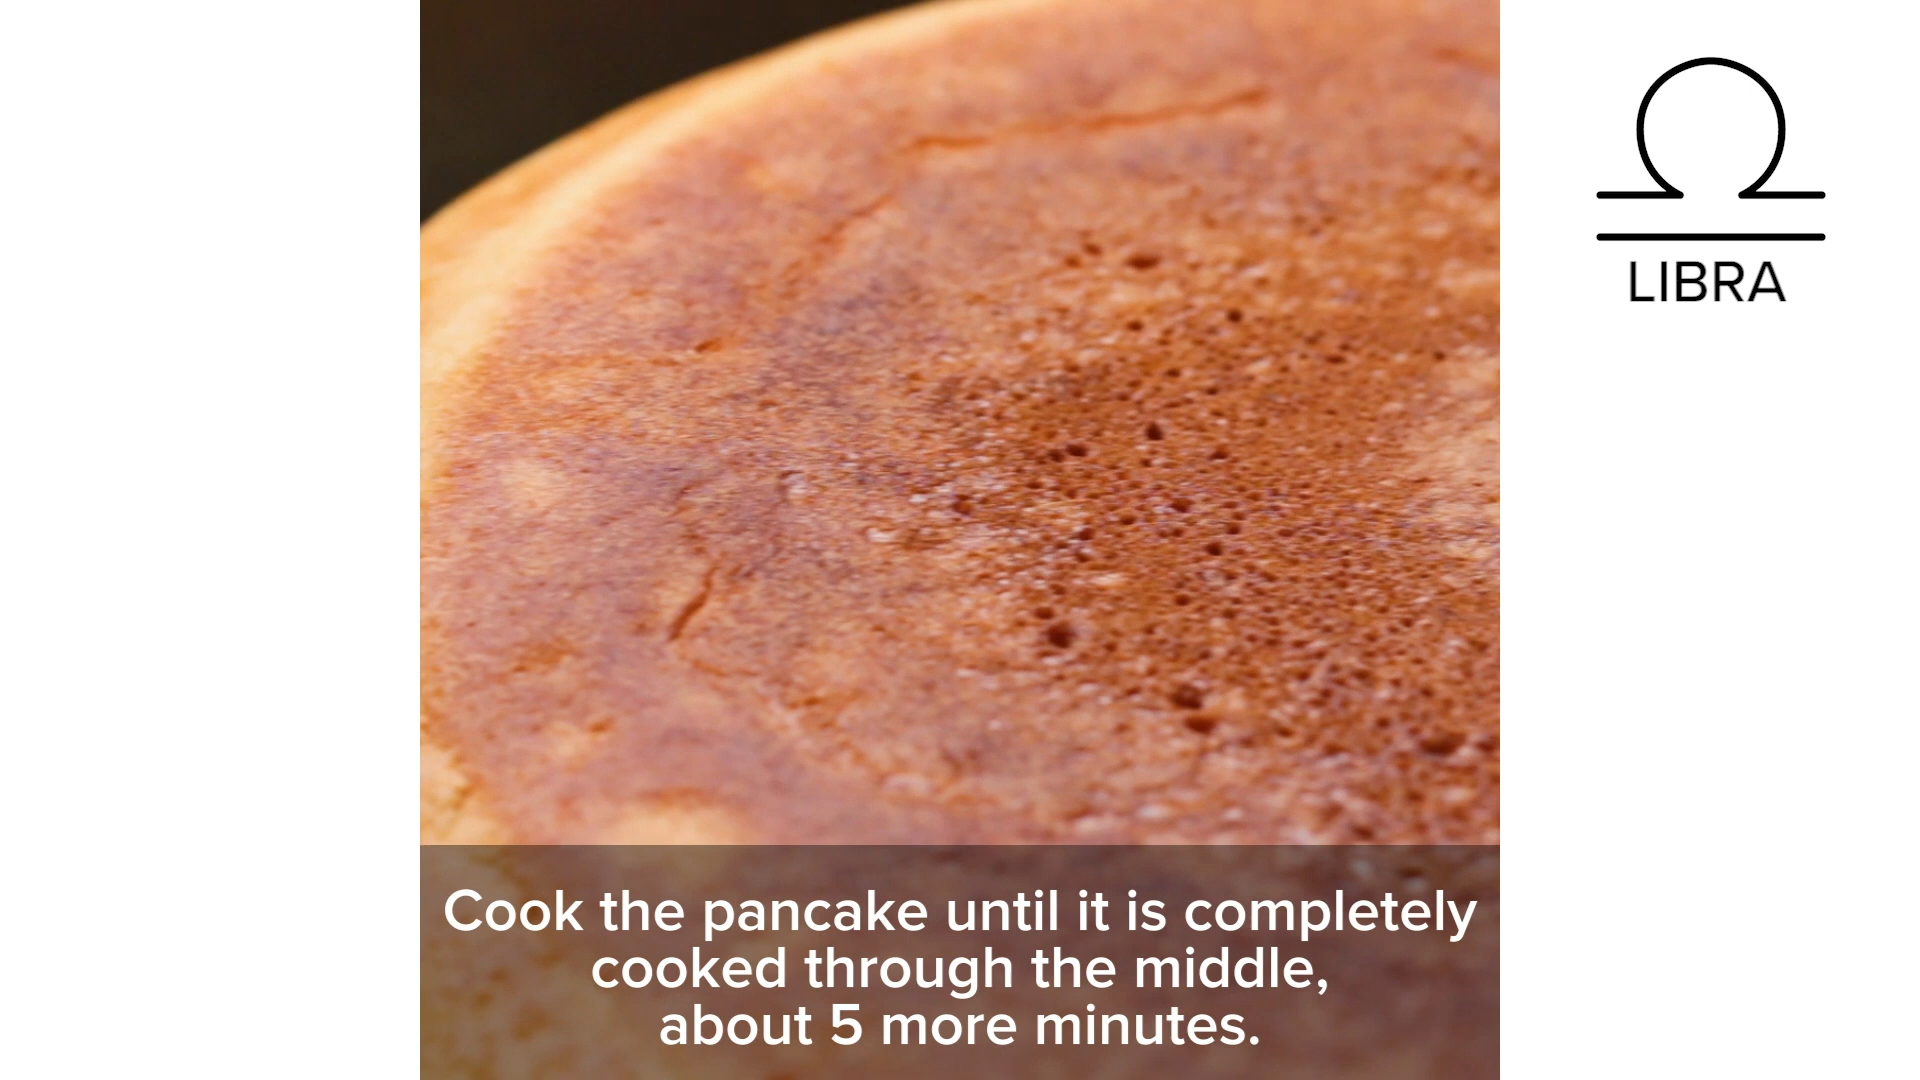 LIBRA
Cook the pancake until it is completely
cooked through the middle,
about 5 more minutes.